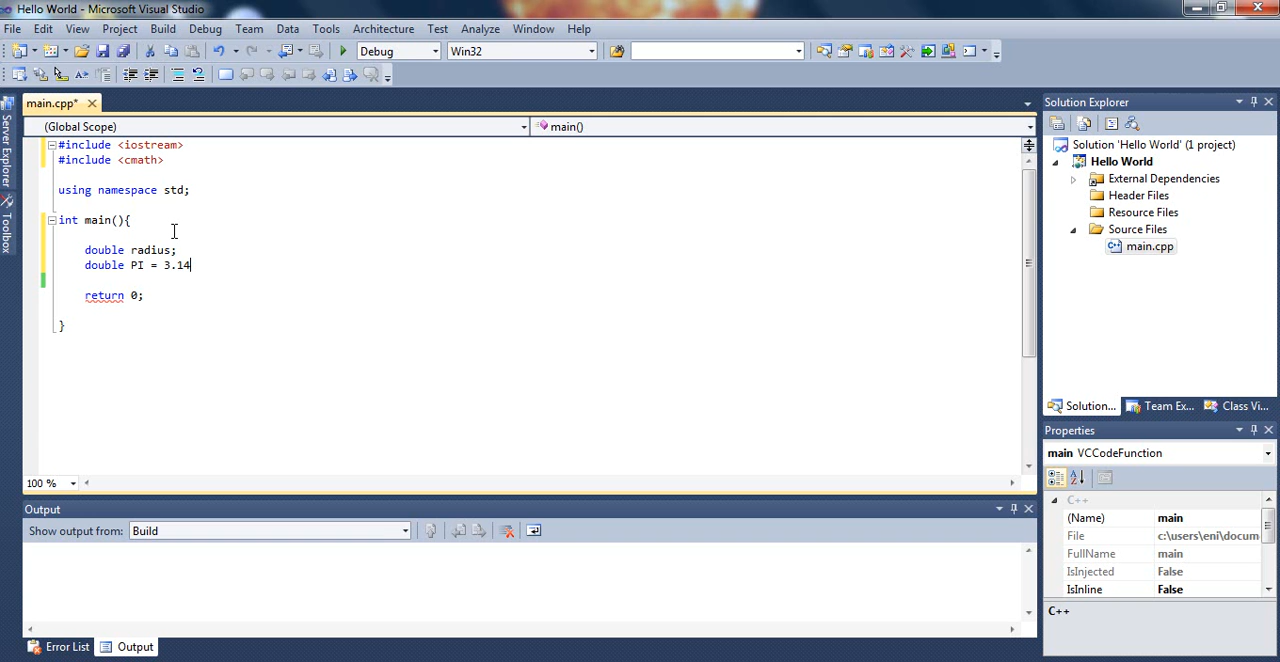 Hello World - Microsoft Visual Studio
File Edit View Project Build Debug Team Data Tools Architecture Test Analyze Window Help
Debug Win32
main.cpp*
(Global Scope) main()
#include <iostream>
#include <cmath>
using namespace std;
int main(){
double radius;
double PI = 3.14
return 0;
}
100 %
Server Explorer
Toolbox
Output
Show output from: Build
Error List Output
Solution Explorer
Solution 'Hello World' (1 project)
Hello World
External Dependencies
Header Files
Resource Files
Source Files
main.cpp
Solution... Team Ex... Class Vi...
Properties
main VCCodeFunction
C++
(Name) main
File c:\users\eni\docum
FullName main
IsInjected False
IsInline False
C++